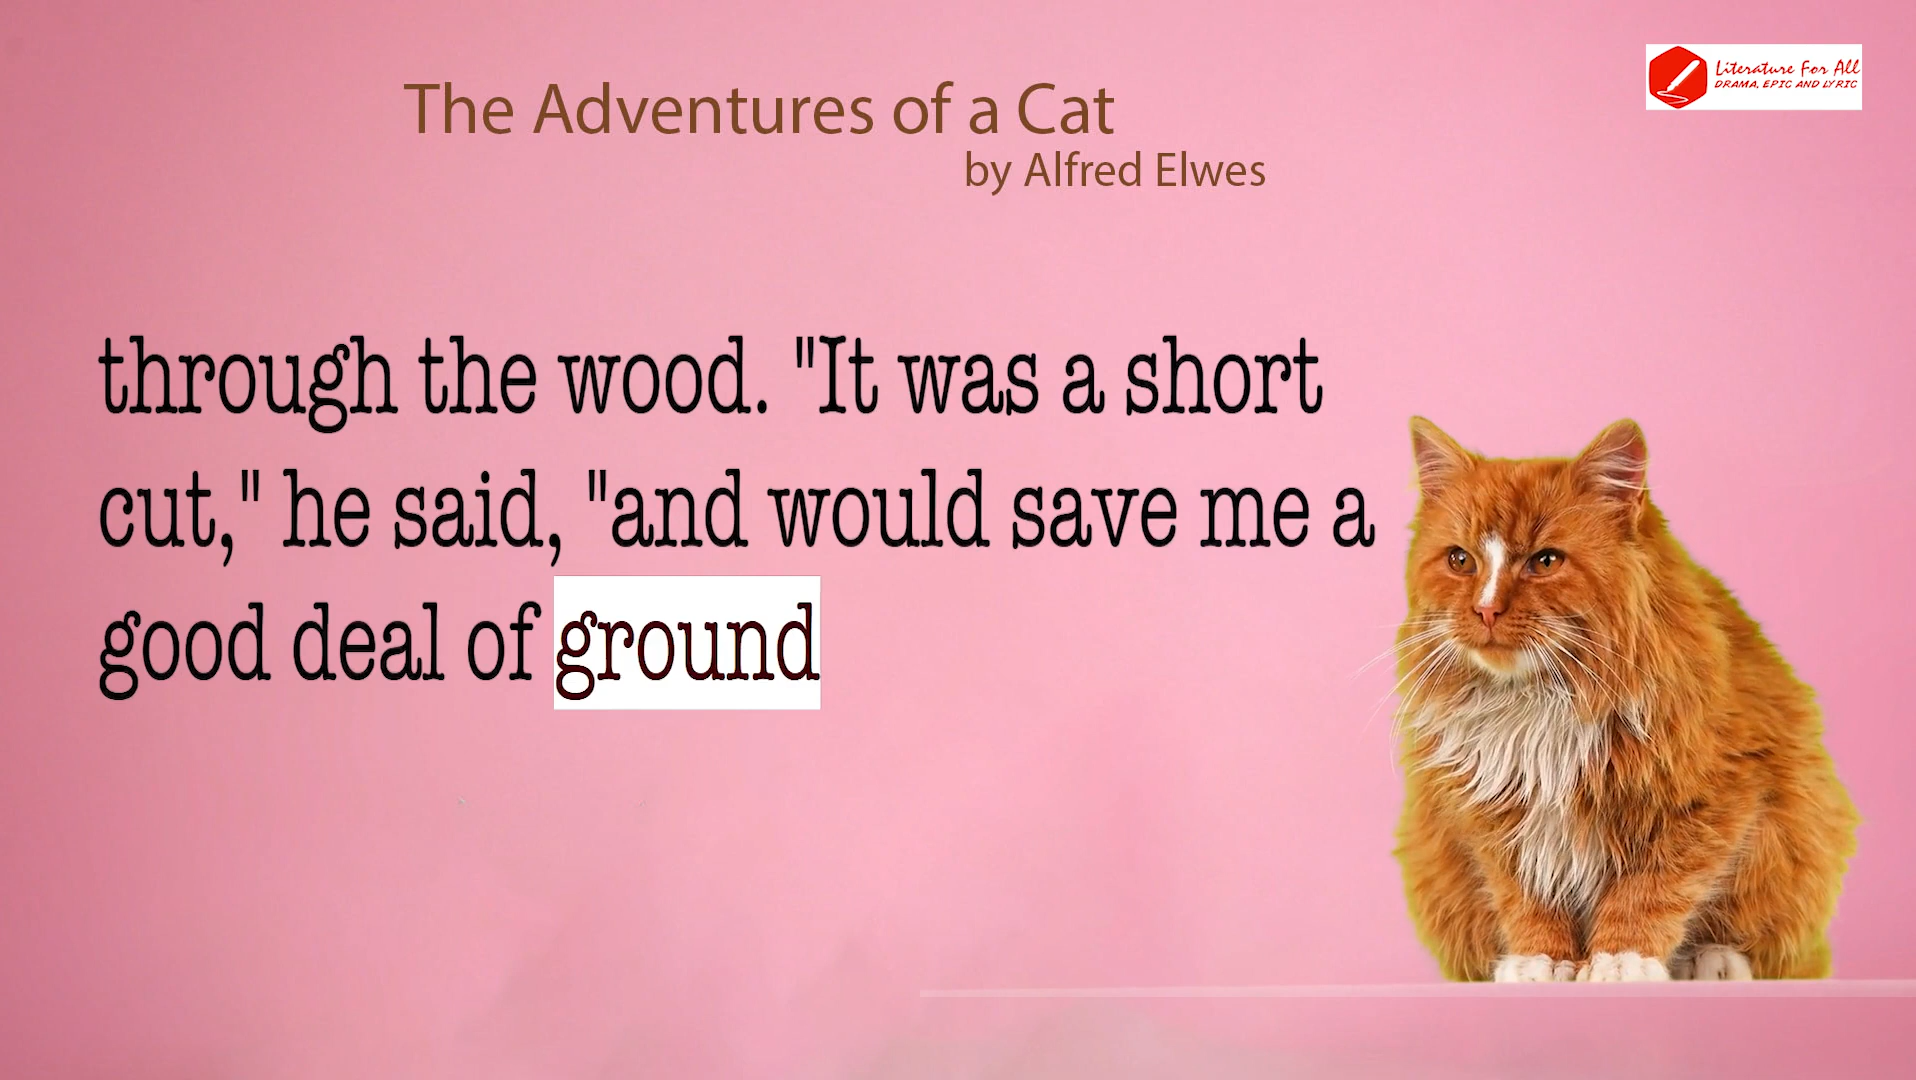 The Adventures of a Cat
by Alfred Elwes
Literature For All
DRAMA, EPIC AND LYRIC
through the wood. "It was a short
cut," he said, "and would save me a
good deal of ground